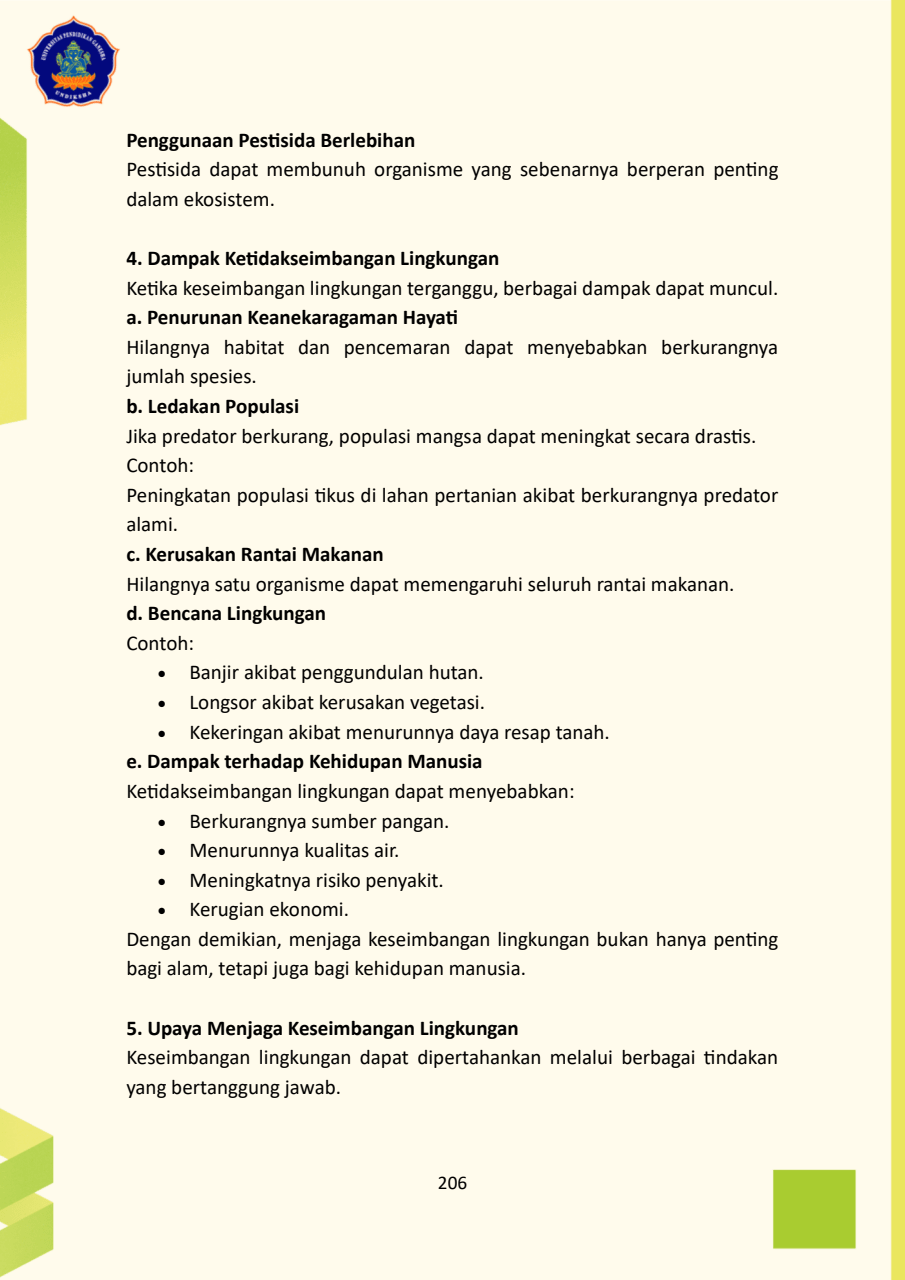 UNIVERSITAS PENDIDIKAN GANESHA
UNDIKSHA
Penggunaan Pestisida Berlebihan
Pestisida dapat membunuh organisme yang sebenarnya berperan penting
dalam ekosistem.
4. Dampak Ketidakseimbangan Lingkungan
Ketika keseimbangan lingkungan terganggu, berbagai dampak dapat muncul.
a. Penurunan Keanekaragaman Hayati
Hilangnya habitat dan pencemaran dapat menyebabkan berkurangnya
jumlah spesies.
b. Ledakan Populasi
Jika predator berkurang, populasi mangsa dapat meningkat secara drastis.
Contoh:
Peningkatan populasi tikus di lahan pertanian akibat berkurangnya predator
alami.
c. Kerusakan Rantai Makanan
Hilangnya satu organisme dapat memengaruhi seluruh rantai makanan.
d. Bencana Lingkungan
Contoh:
• Banjir akibat penggundulan hutan.
• Longsor akibat kerusakan vegetasi.
• Kekeringan akibat menurunnya daya resap tanah.
e. Dampak terhadap Kehidupan Manusia
Ketidakseimbangan lingkungan dapat menyebabkan:
• Berkurangnya sumber pangan.
• Menurunnya kualitas air.
• Meningkatnya risiko penyakit.
• Kerugian ekonomi.
Dengan demikian, menjaga keseimbangan lingkungan bukan hanya penting
bagi alam, tetapi juga bagi kehidupan manusia.
5. Upaya Menjaga Keseimbangan Lingkungan
Keseimbangan lingkungan dapat dipertahankan melalui berbagai tindakan
yang bertanggung jawab.
206